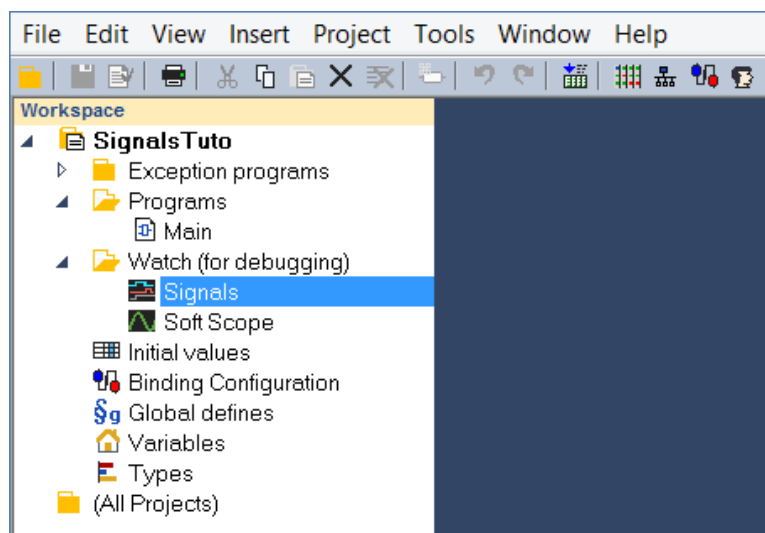 File Edit View Insert Project Tools Window Help
Workspace
SignalsTuto
Exception programs
Programs
Main
Watch (for debugging)
Signals
Soft Scope
Initial values
Binding Configuration
§g Global defines
Variables
Types
(All Projects)